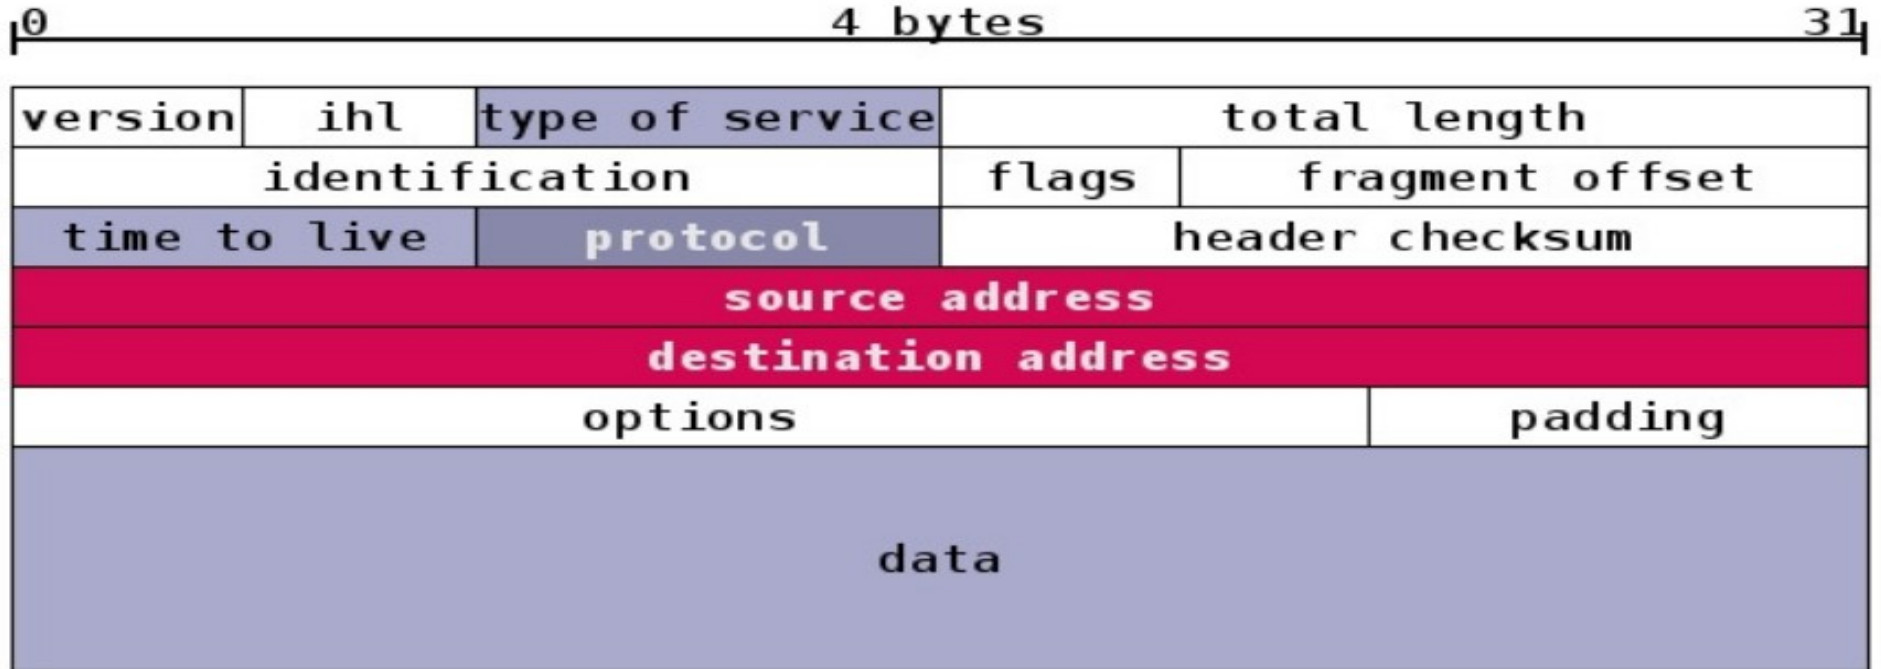 0 4 bytes 31
version ihl type of service total length
identification flags fragment offset
time to live protocol header checksum
source address
destination address
options padding
data